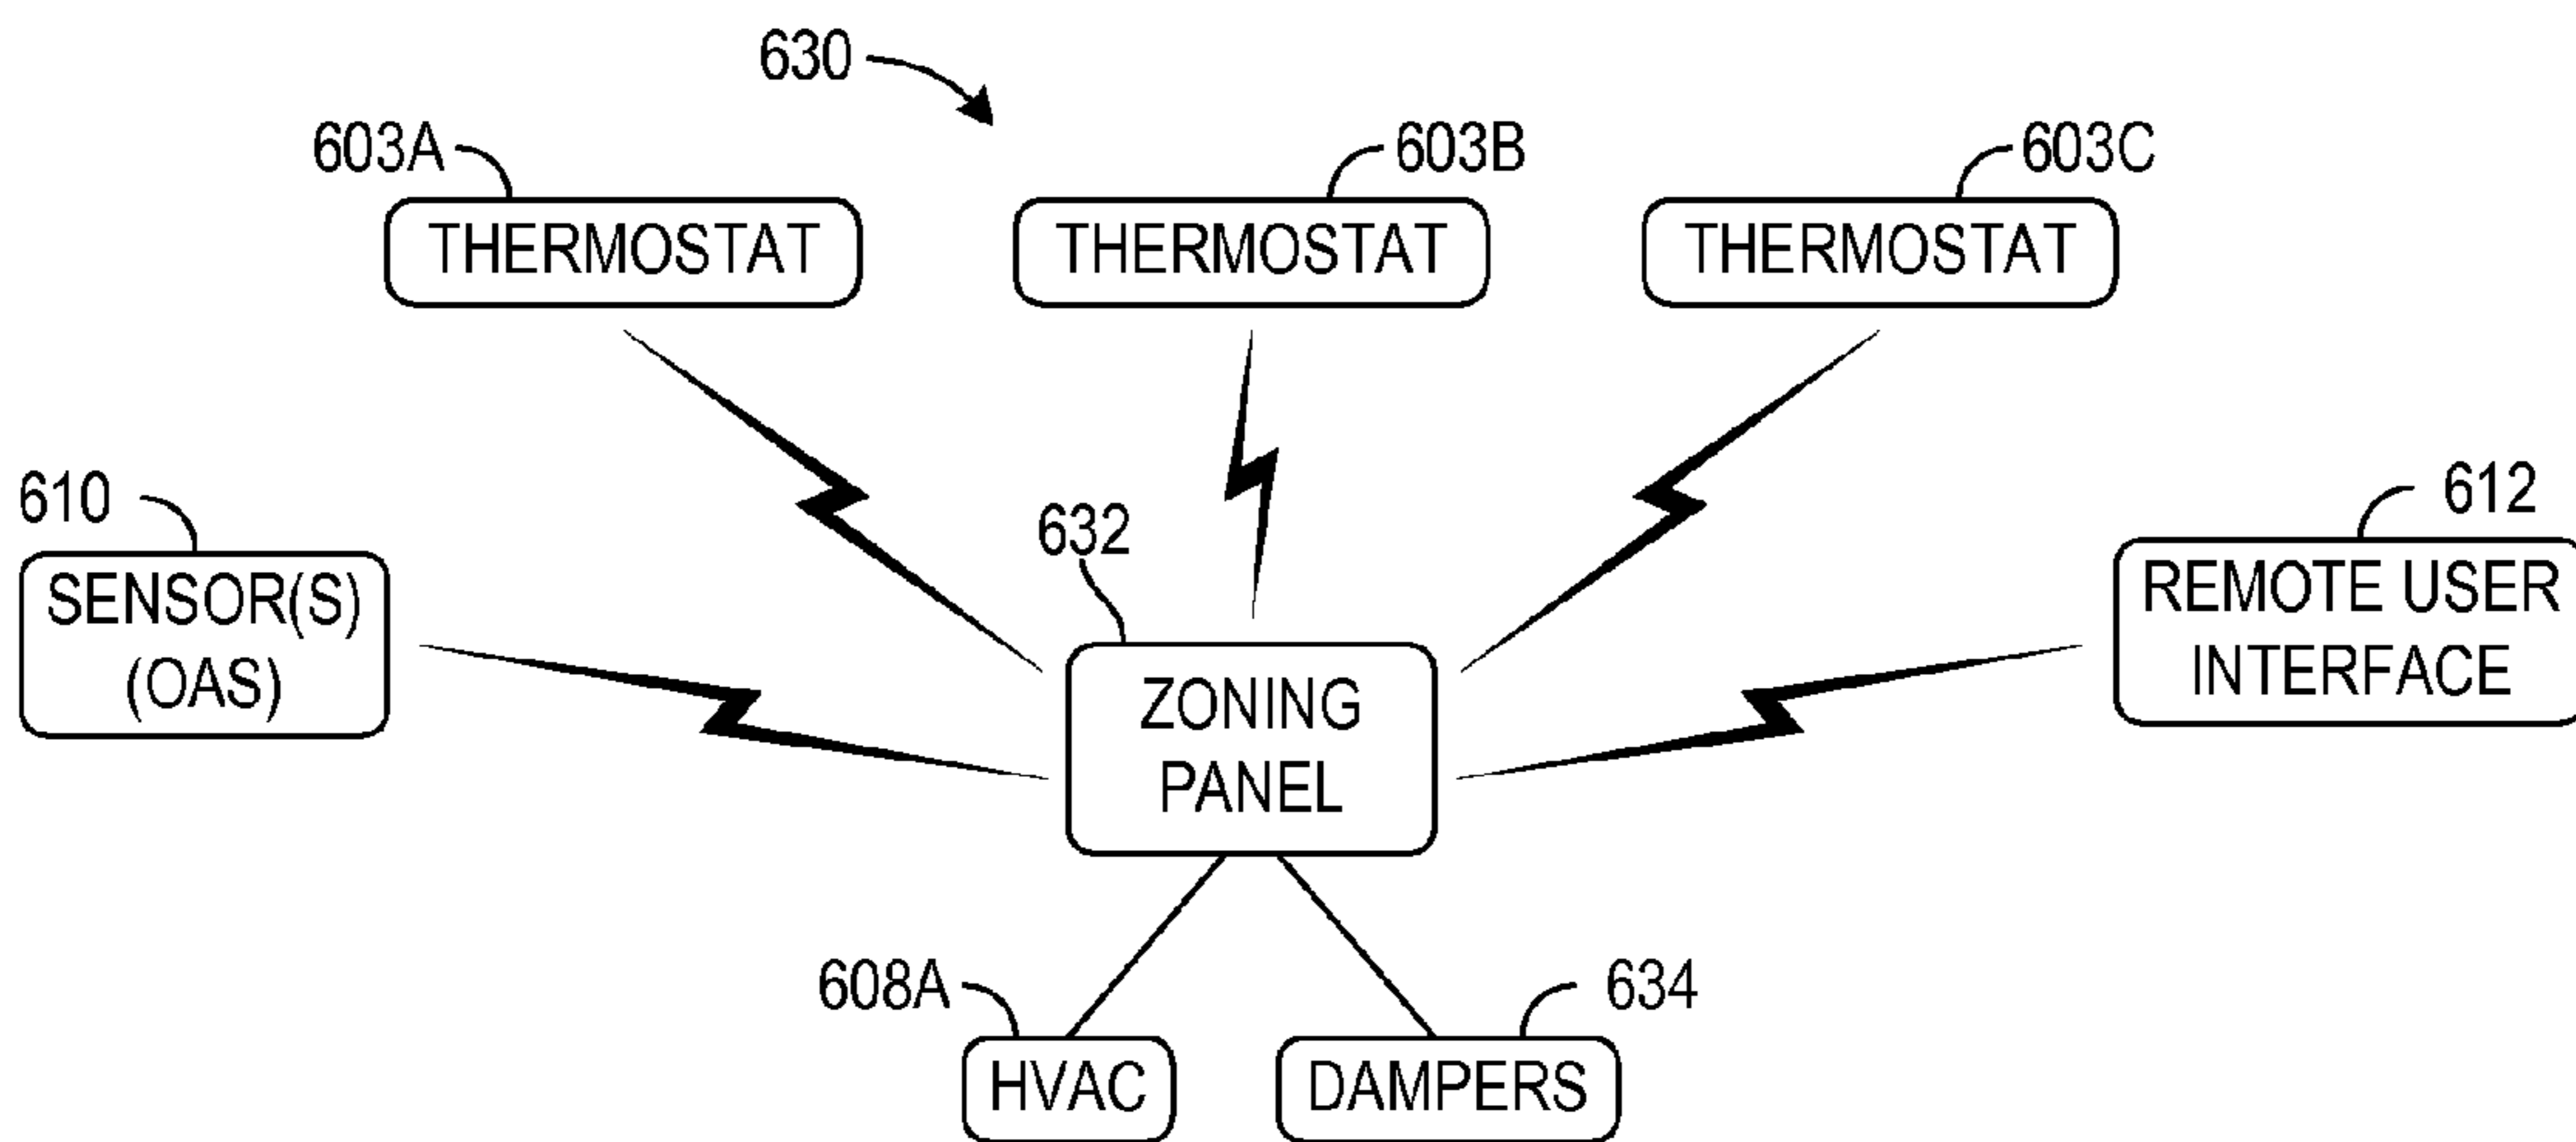 630
603A
603B
603C
THERMOSTAT
THERMOSTAT
THERMOSTAT
610
612
632
SENSOR(S)
(OAS)
REMOTE USER
INTERFACE
ZONING
PANEL
608A
634
HVAC
DAMPERS